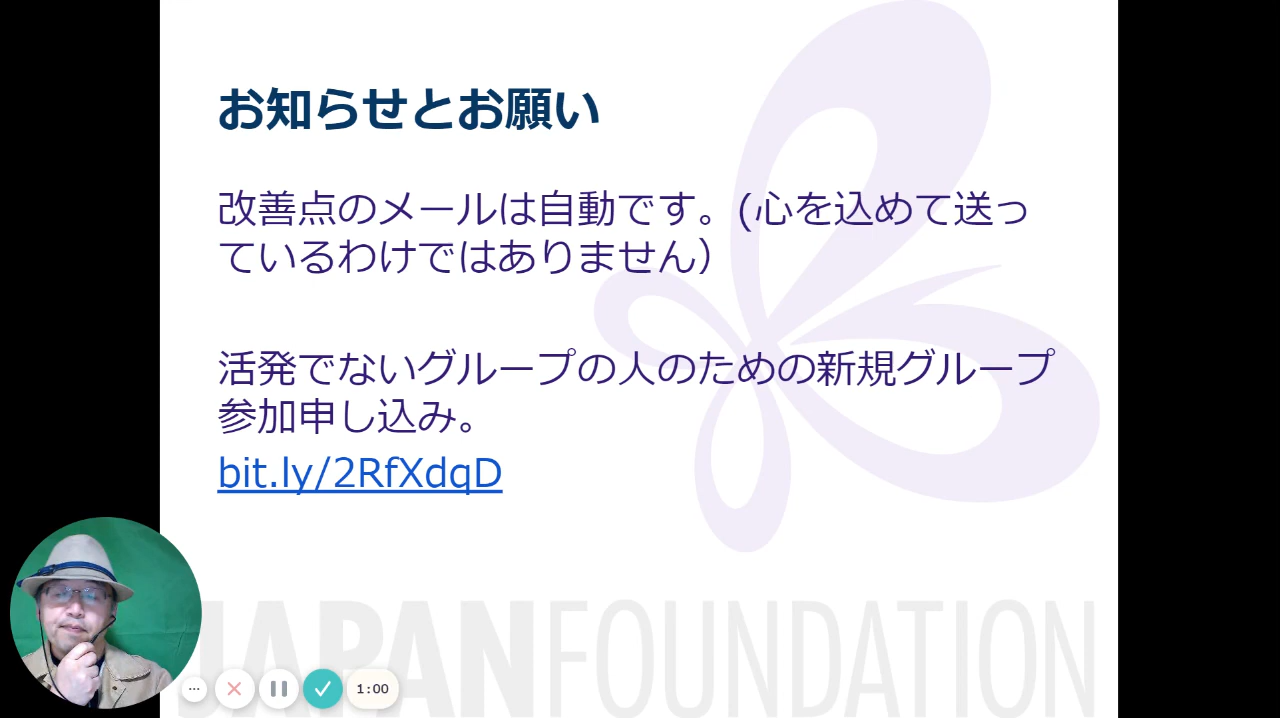 お知らせとお願い
改善点のメールは自動です。(心を込めて送っ
ているわけではありません）
活発でないグループの人のための新規グループ
参加申し込み。
bit.ly/2RfXdqD
JAPANFOUNDATION
1:00